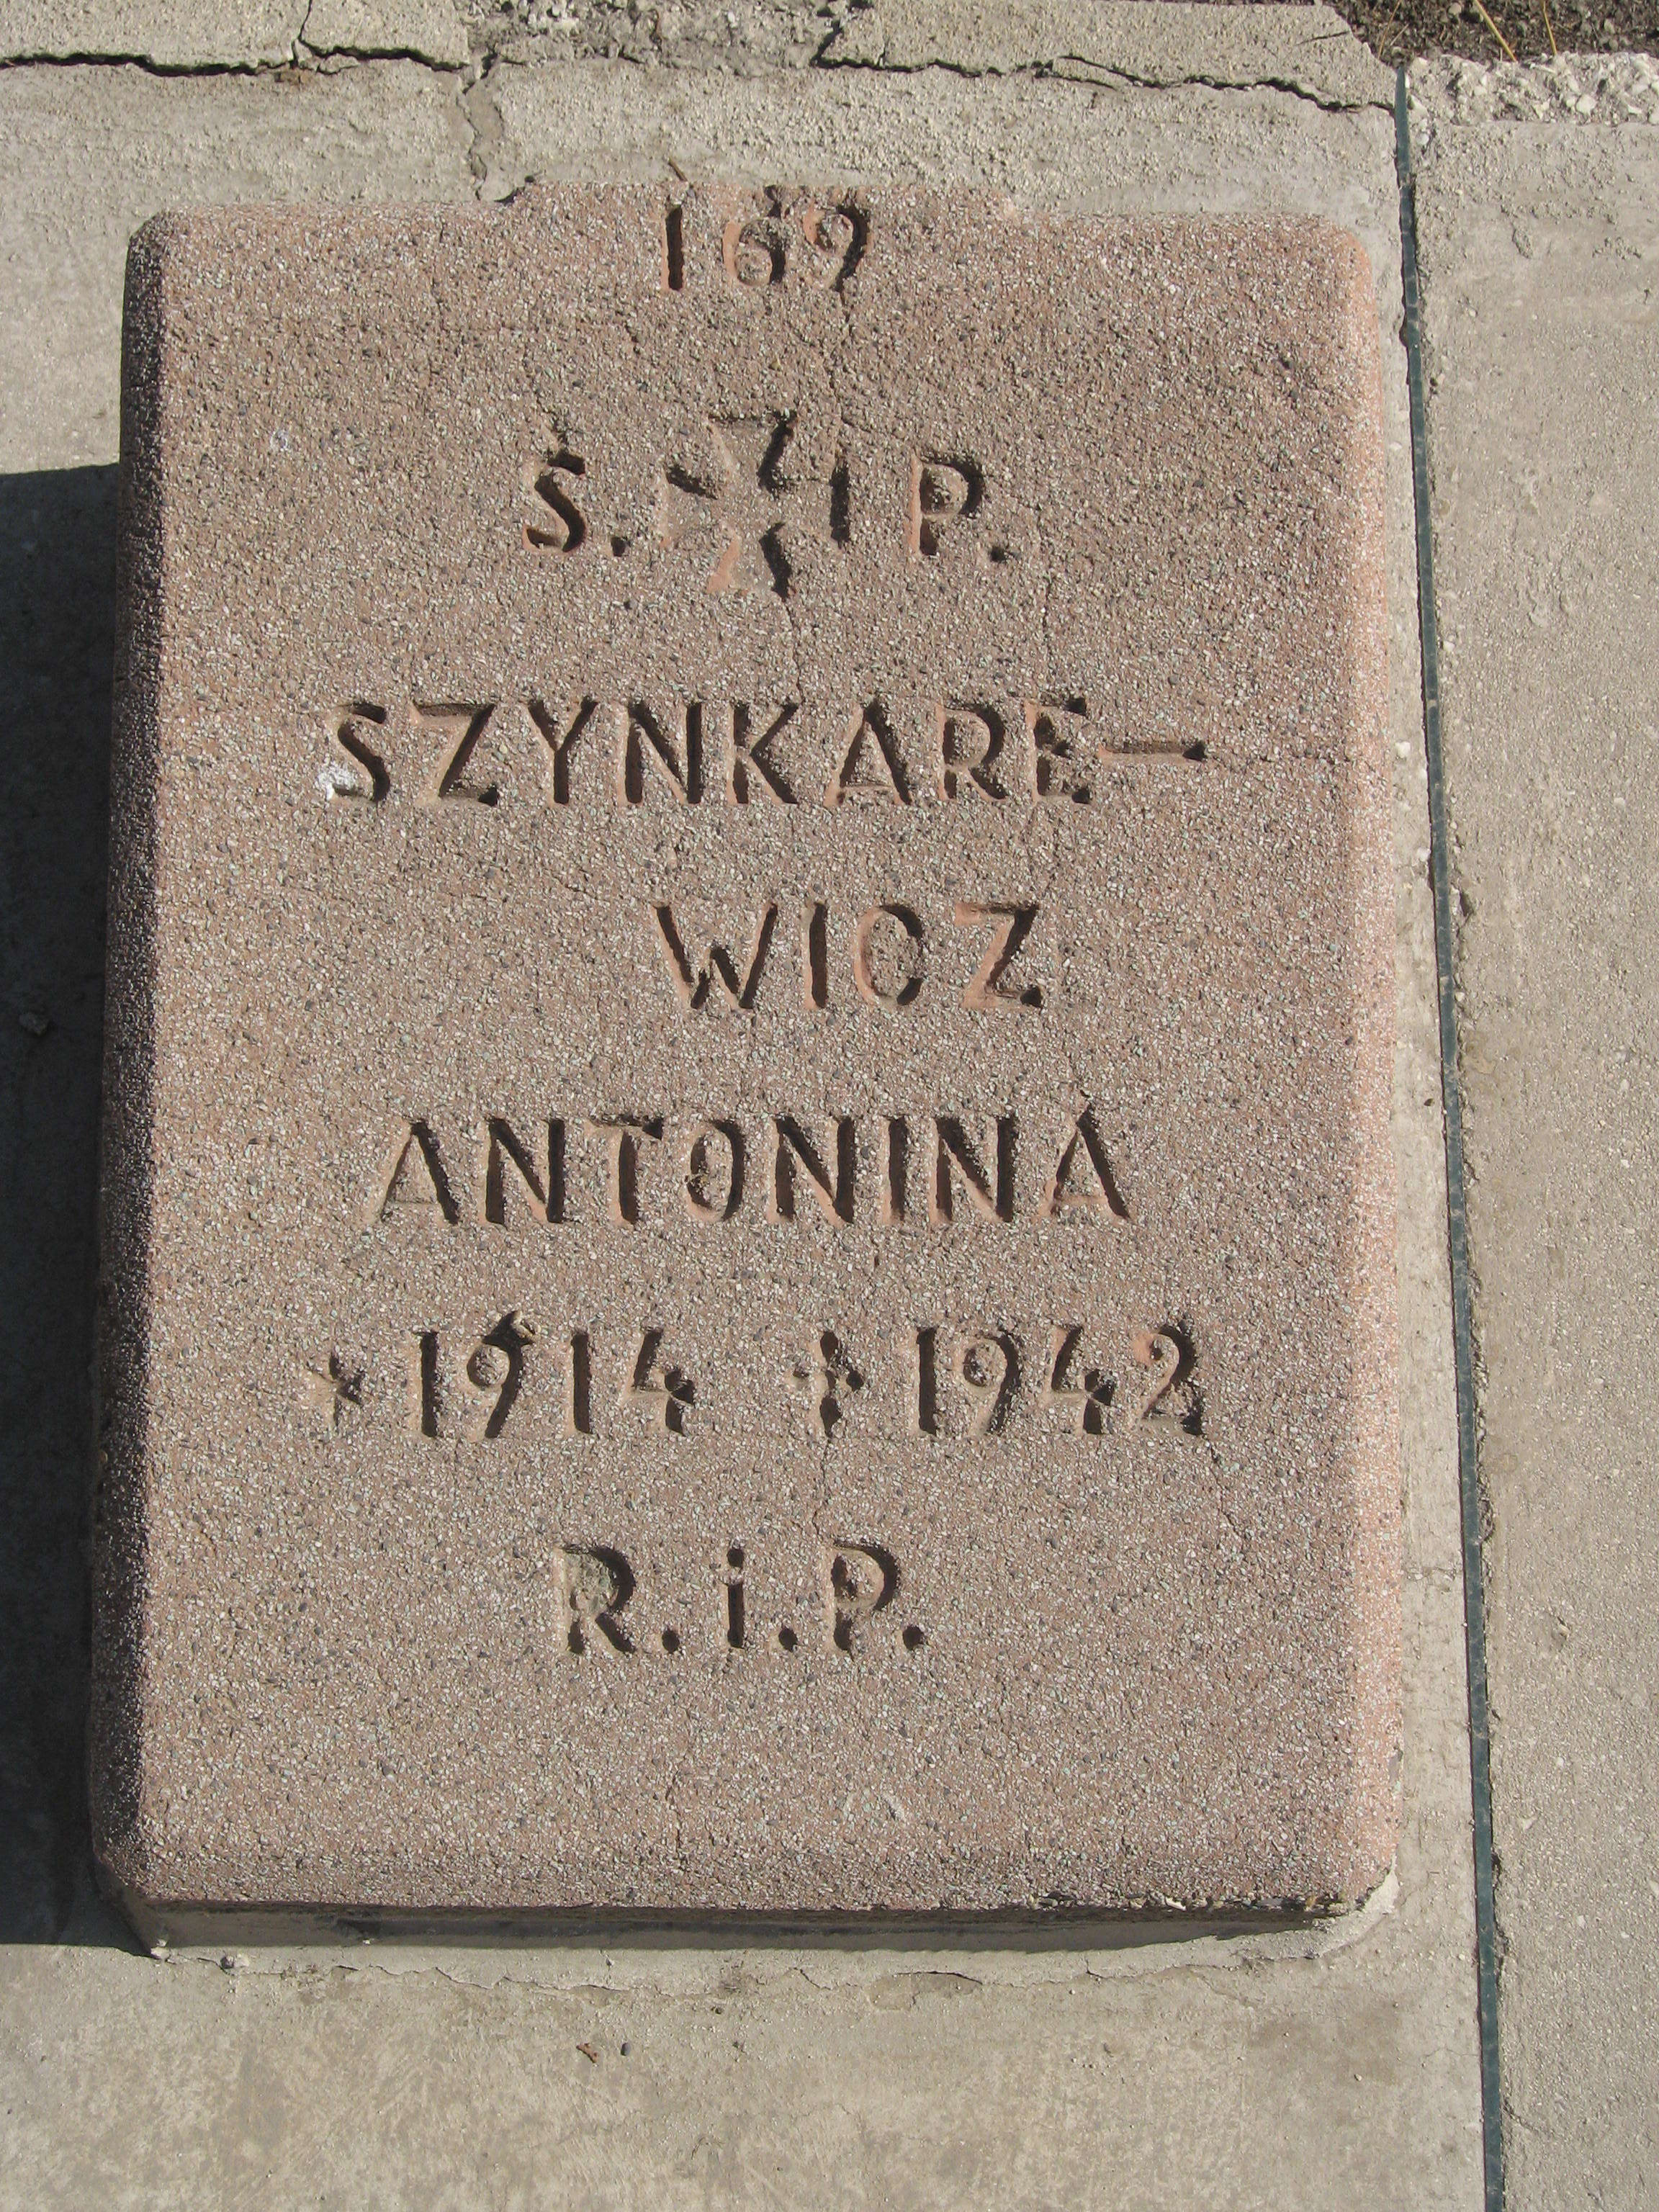 169
Ś. P.
SZYNKARE-
WICZ
ANTONINA
* 1914 † 1942
R.i.P.